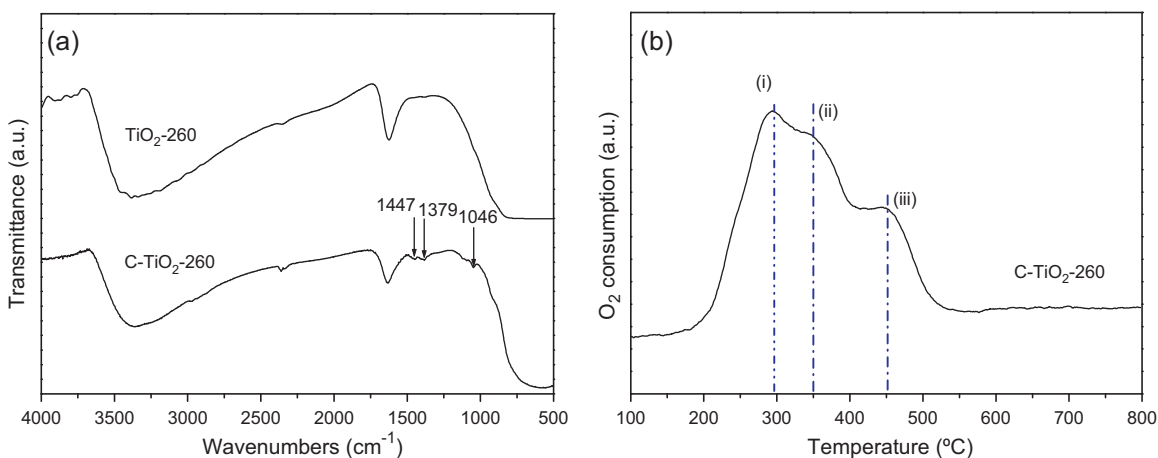 (a)
Transmittance (a.u.)
TiO₂-260
1447
1379
1046
C-TiO₂-260
4000 3500 3000 2500 2000 1500 1000 500
Wavenumbers (cm⁻¹)
(b)
O₂ consumption (a.u.)
(i)
(ii)
(iii)
C-TiO₂-260
100 200 300 400 500 600 700 800
Temperature (ºC)